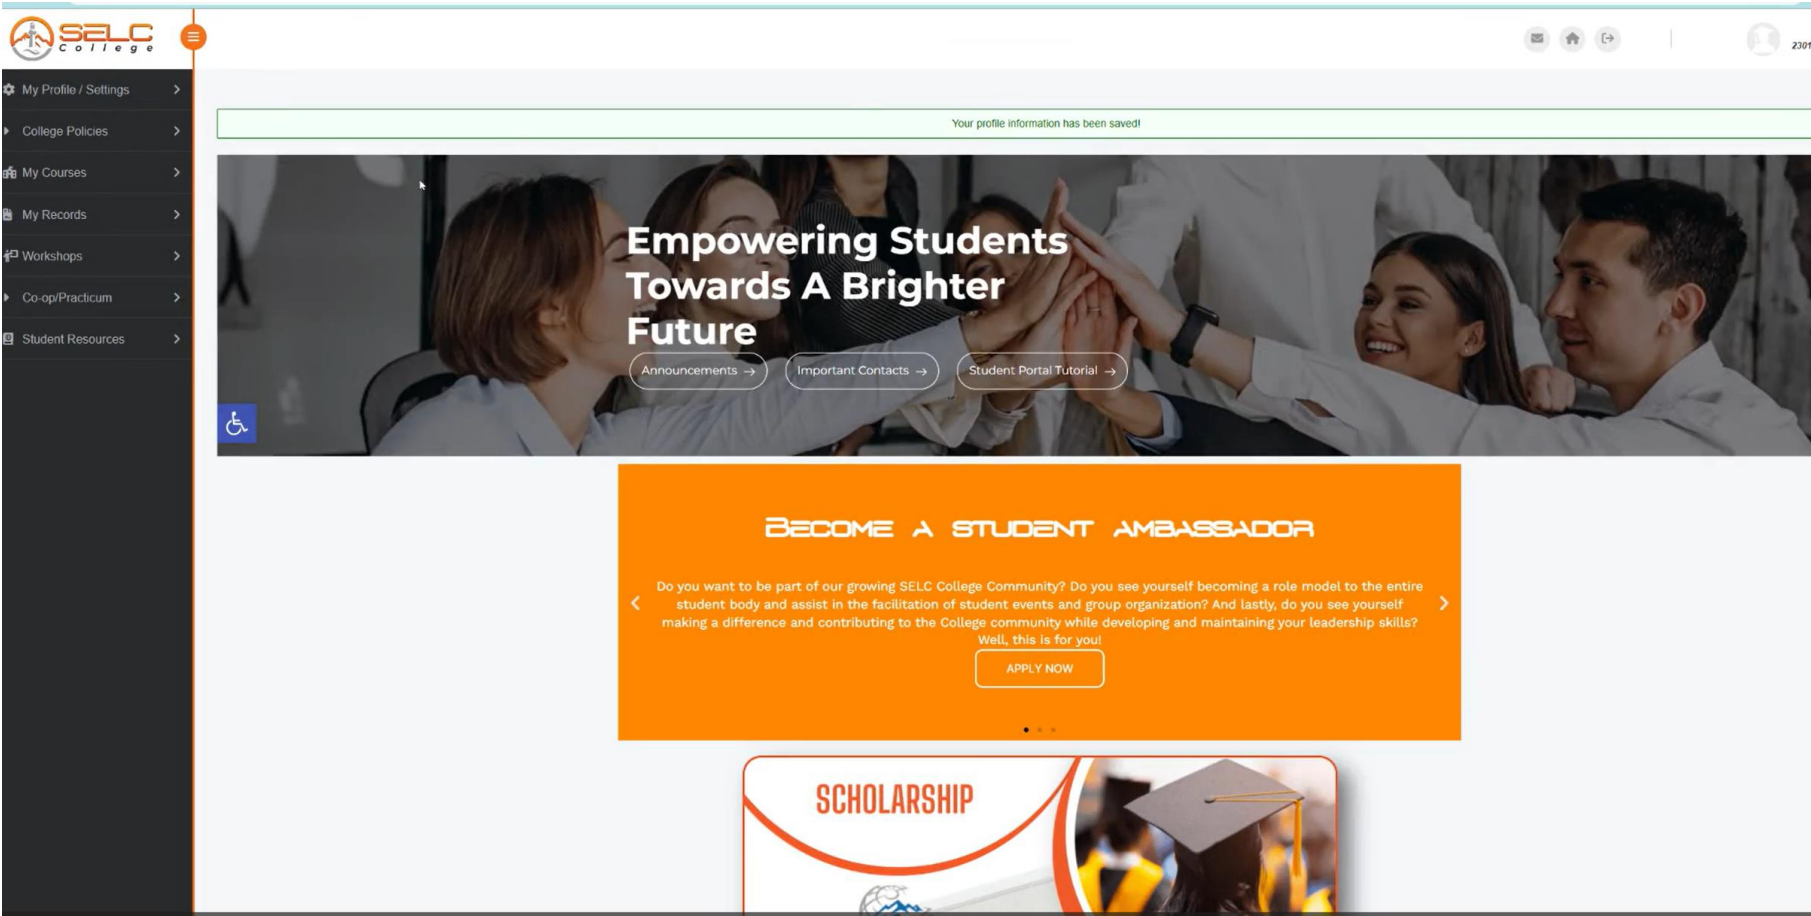 SELC
College
2301
My Profile / Settings
College Policies
My Courses
My Records
Workshops
Co-op/Practicum
Student Resources
Your profile information has been saved!
Empowering Students
Towards A Brighter
Future
Announcements →
Important Contacts →
Student Portal Tutorial →
BECOME A STUDENT AMBASSADOR
Do you want to be part of our growing SELC College Community? Do you see yourself becoming a role model to the entire
student body and assist in the facilitation of student events and group organization? And lastly, do you see yourself
making a difference and contributing to the College community while developing and maintaining your leadership skills?
Well, this is for you!
APPLY NOW
SCHOLARSHIP